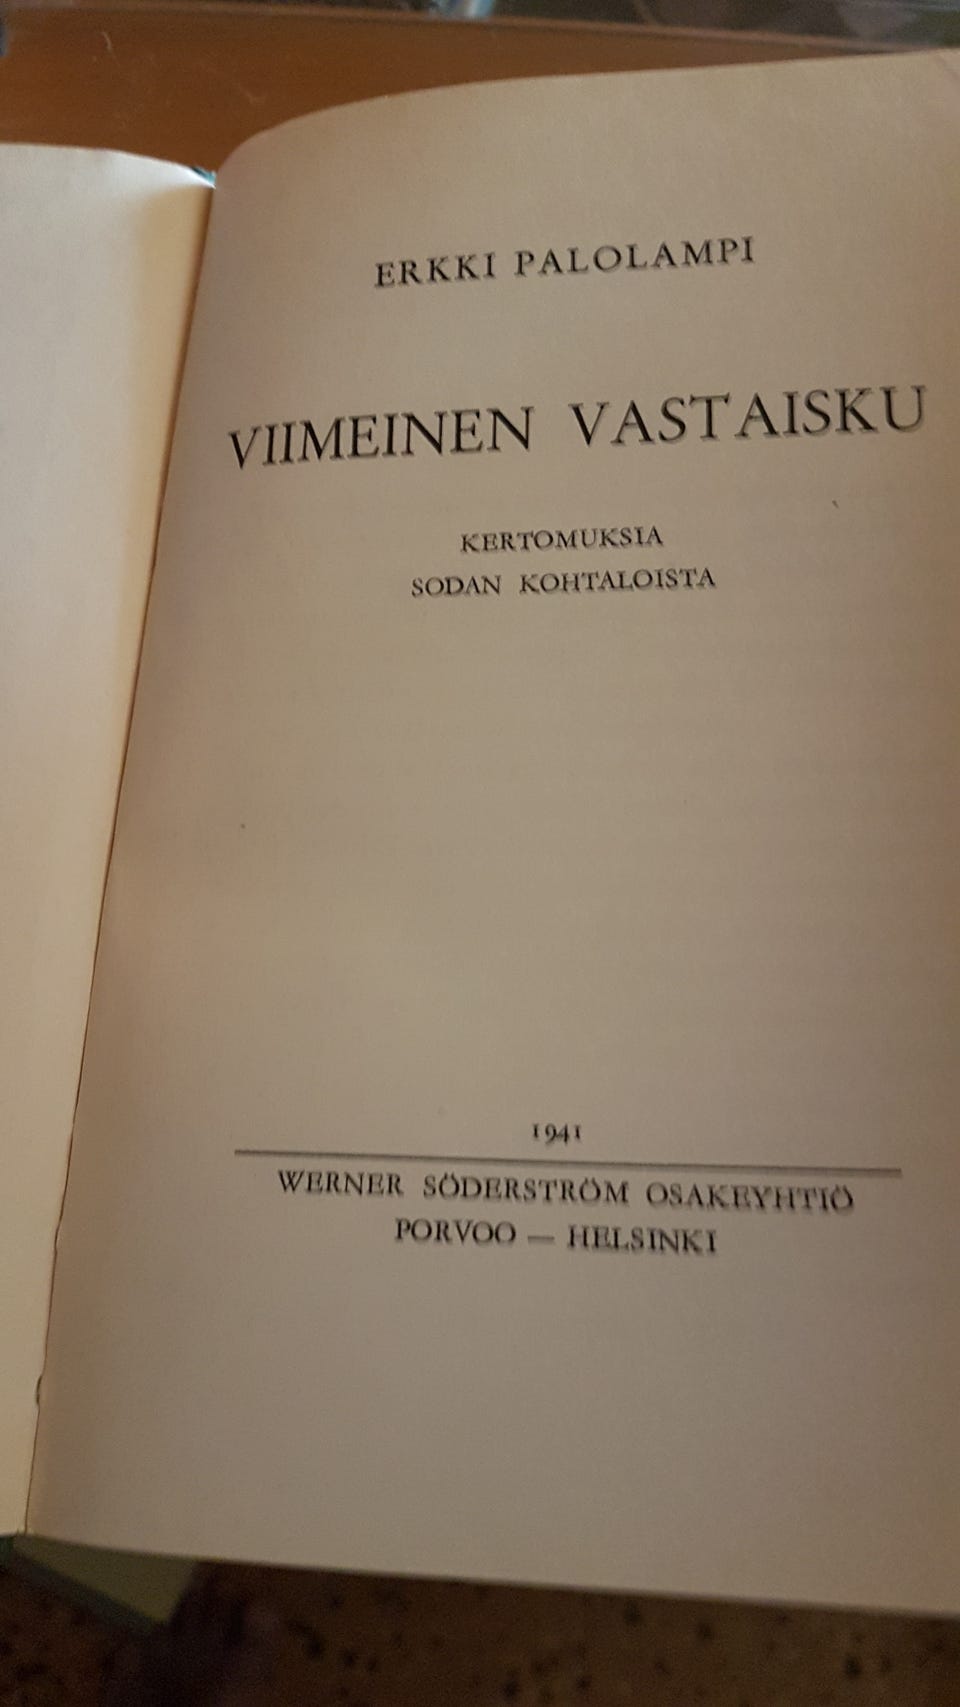 ERKKI PALOLAMPI
VIIMEINEN VASTAISKU
KERTOMUKSIA
SODAN KOHTALOISTA
1941
WERNER SÖDERSTRÖM OSAKEYHTIÖ
PORVOO — HELSINKI